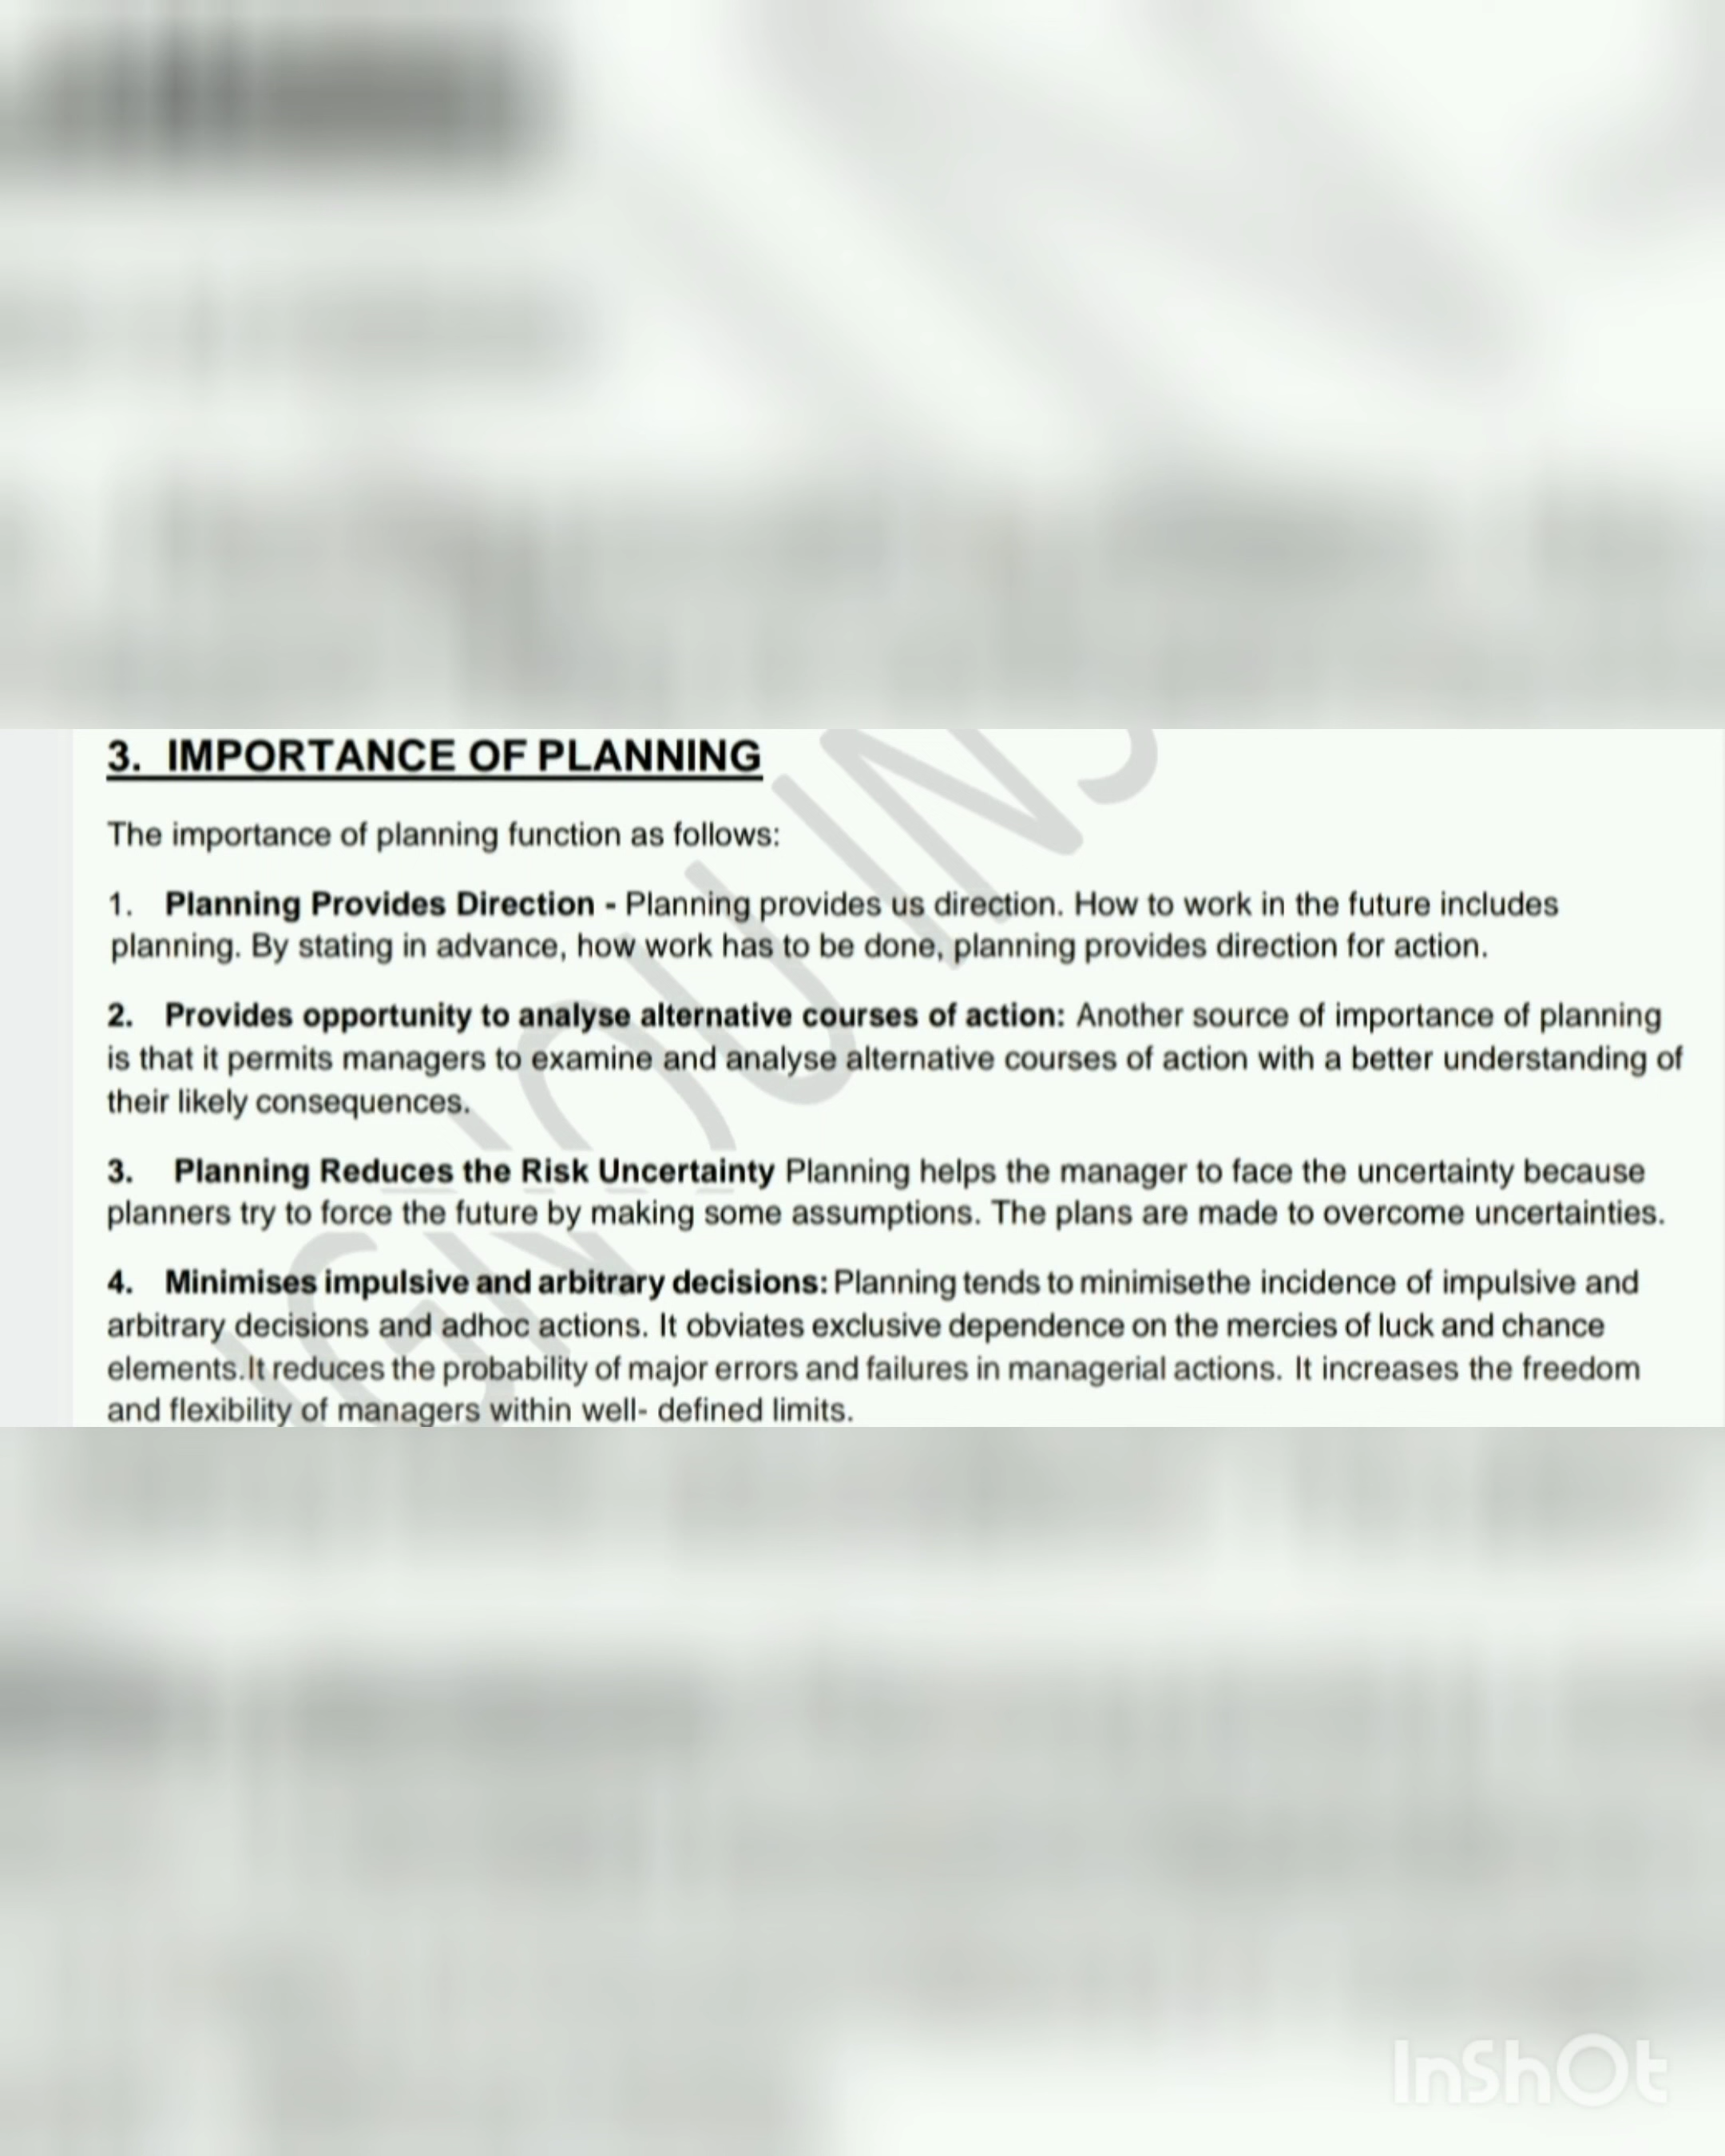 3. IMPORTANCE OF PLANNING
The importance of planning function as follows:
1. Planning Provides Direction - Planning provides us direction. How to work in the future includes
planning. By stating in advance, how work has to be done, planning provides direction for action.
2. Provides opportunity to analyse alternative courses of action: Another source of importance of planning
is that it permits managers to examine and analyse alternative courses of action with a better understanding of
their likely consequences.
3. Planning Reduces the Risk Uncertainty Planning helps the manager to face the uncertainty because
planners try to force the future by making some assumptions. The plans are made to overcome uncertainties.
4. Minimises impulsive and arbitrary decisions: Planning tends to minimisethe incidence of impulsive and
arbitrary decisions and adhoc actions. It obviates exclusive dependence on the mercies of luck and chance
elements.It reduces the probability of major errors and failures in managerial actions. It increases the freedom
and flexibility of managers within well- defined limits.
InShOt